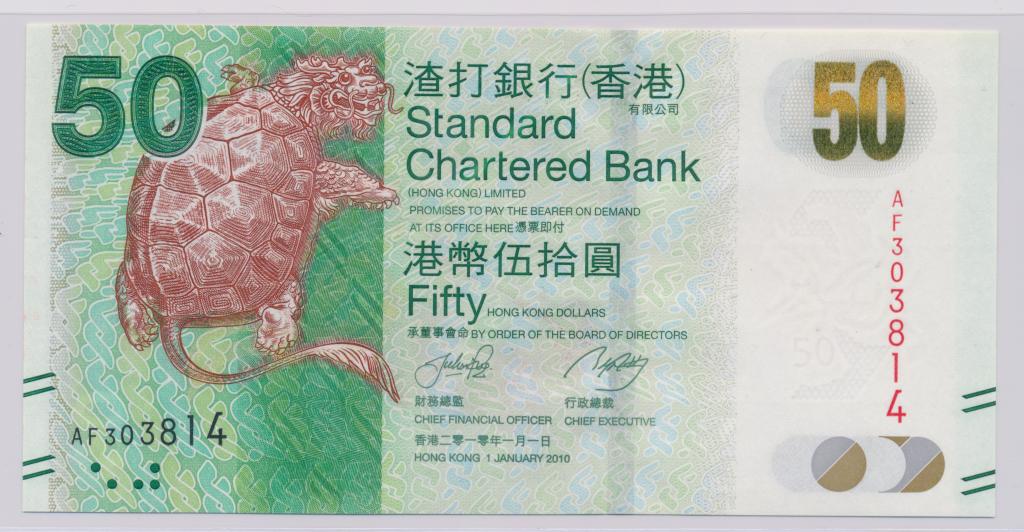 50
渣打銀行(香港)
有限公司
Standard
Chartered Bank
(HONG KONG) LIMITED
PROMISES TO PAY THE BEARER ON DEMAND
AT ITS OFFICE HERE 憑票即付
港幣伍拾圓
Fifty HONG KONG DOLLARS
承董事會命 BY ORDER OF THE BOARD OF DIRECTORS
財務總監 行政總裁
CHIEF FINANCIAL OFFICER CHIEF EXECUTIVE
香港二零一零年一月一日
HONG KONG 1 JANUARY 2010
AF303814
50
AF303814
50